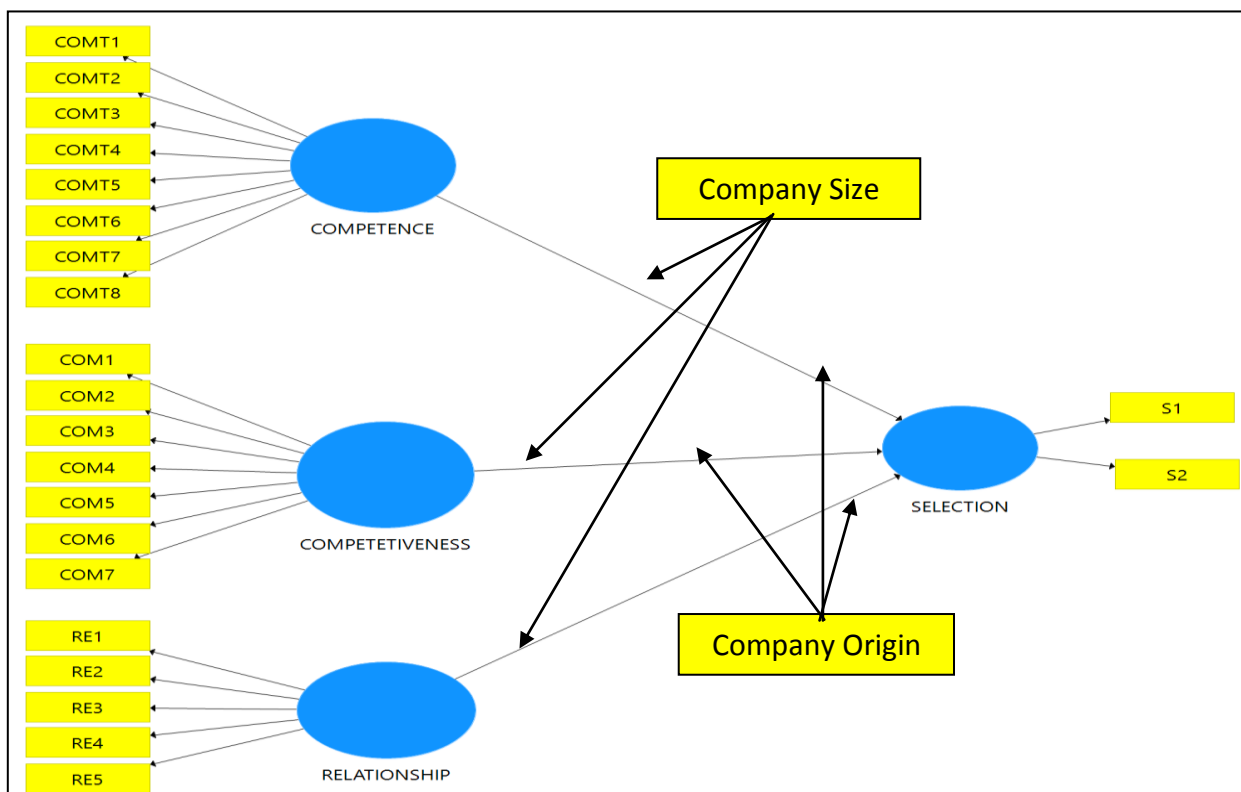 COMT1
COMT2
COMT3
COMT4
COMT5
COMT6
COMT7
COMT8
COMPETENCE
Company Size
COM1
COM2
COM3
COM4
COM5
COM6
COM7
COMPETETIVENESS
S1
S2
SELECTION
Company Origin
RE1
RE2
RE3
RE4
RE5
RELATIONSHIP